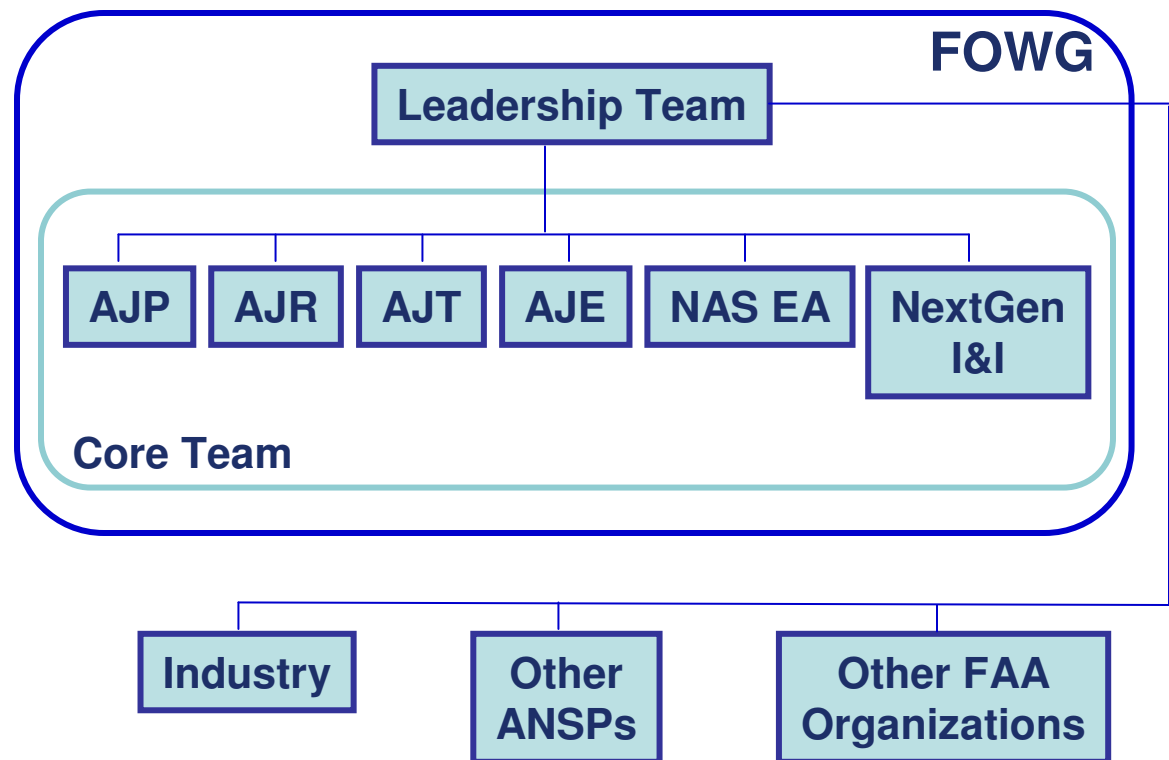 FOWG
Leadership Team
AJP
AJR
AJT
AJE
NAS EA
NextGen
I&I
Core Team
Industry
Other
ANSPs
Other FAA
Organizations